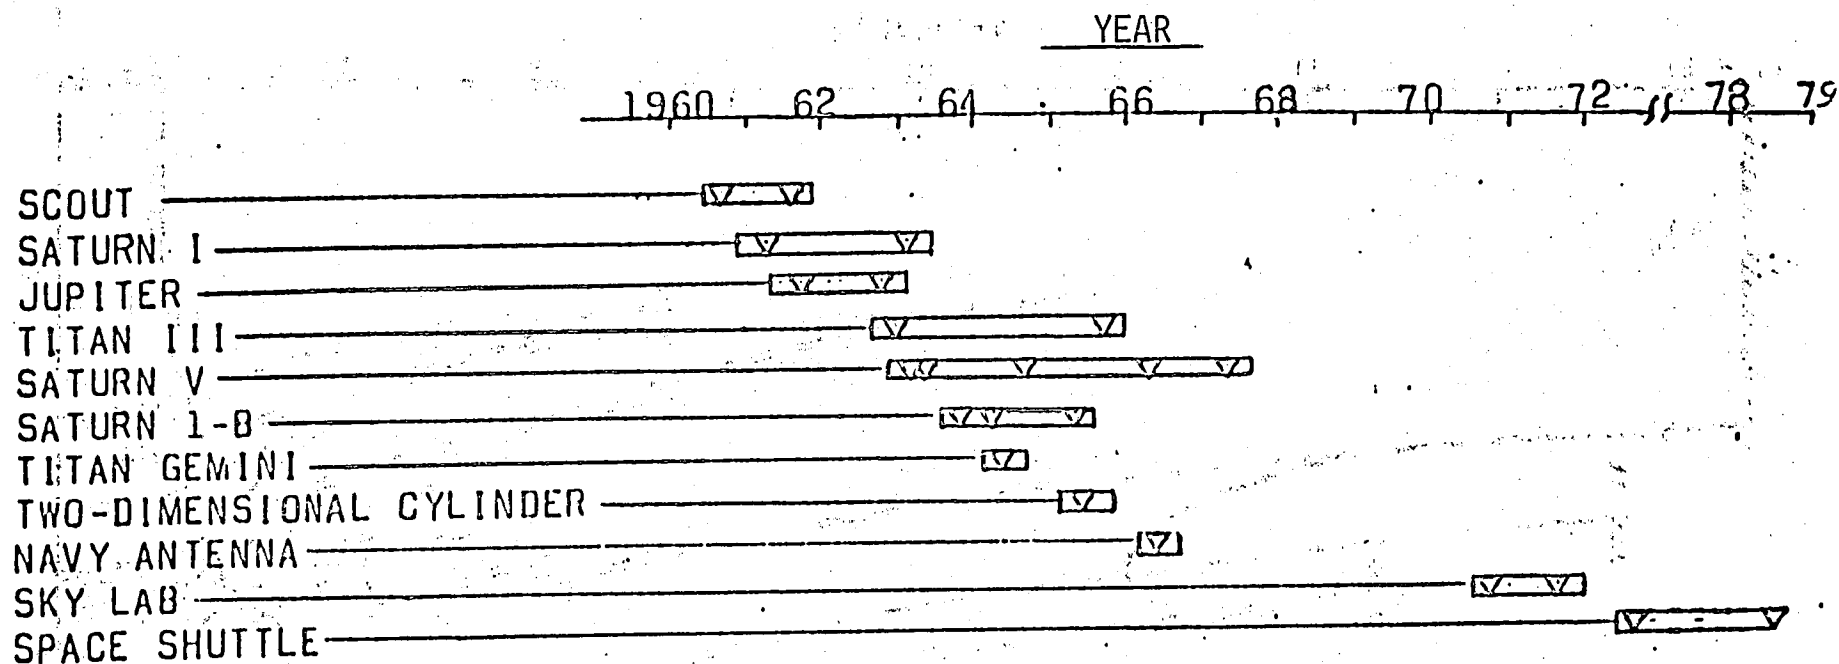 YEAR
1960 62 64 66 68 70 72 78 79
SCOUT
SATURN I
JUPITER
TITAN III
SATURN V
SATURN 1-B
TITAN GEMINI
TWO-DIMENSIONAL CYLINDER
NAVY ANTENNA
SKY LAB
SPACE SHUTTLE